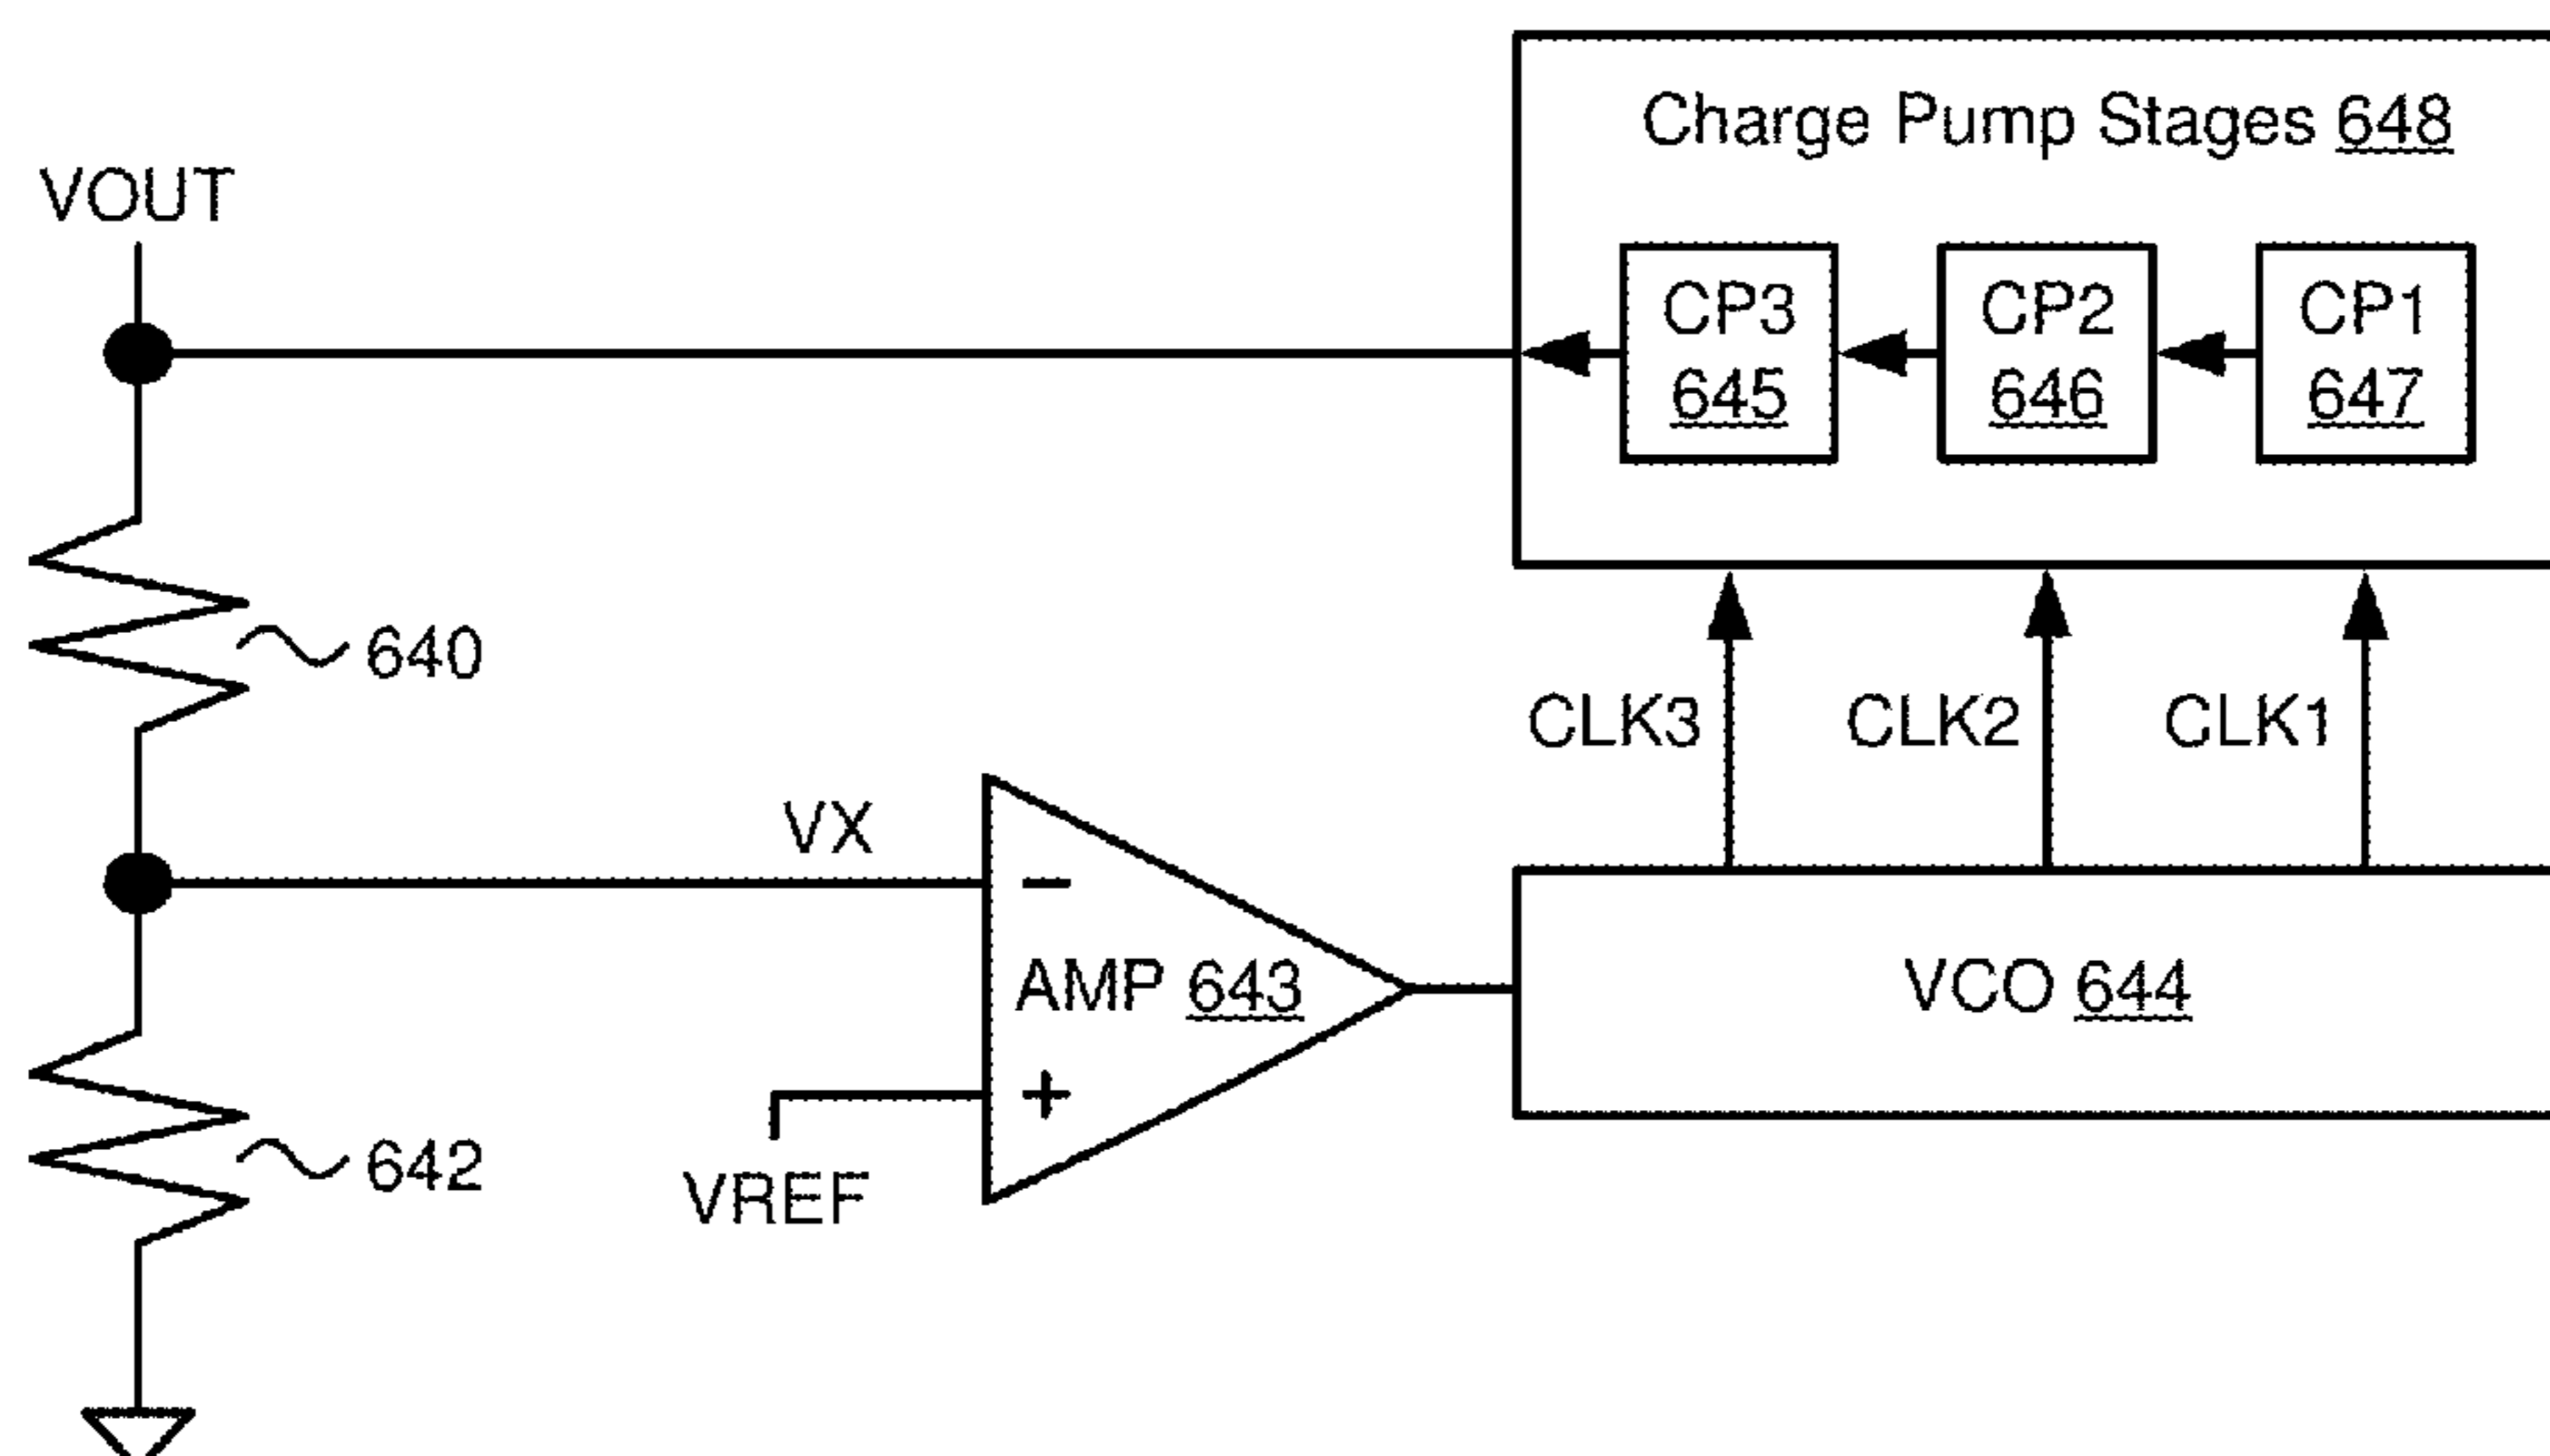 Charge Pump Stages 648
VOUT
CP3
645
CP2
646
CP1
647
640
CLK3
CLK2
CLK1
VX
−
AMP 643
+
VCO 644
642
VREF